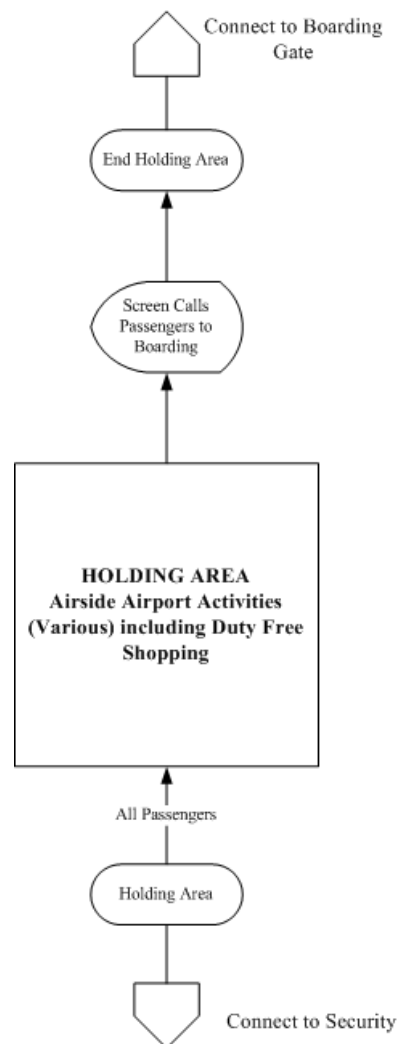 Connect to Boarding
Gate
End Holding Area
Screen Calls
Passengers to
Boarding
HOLDING AREA
Airside Airport Activities
(Various) including Duty Free
Shopping
All Passengers
Holding Area
Connect to Security